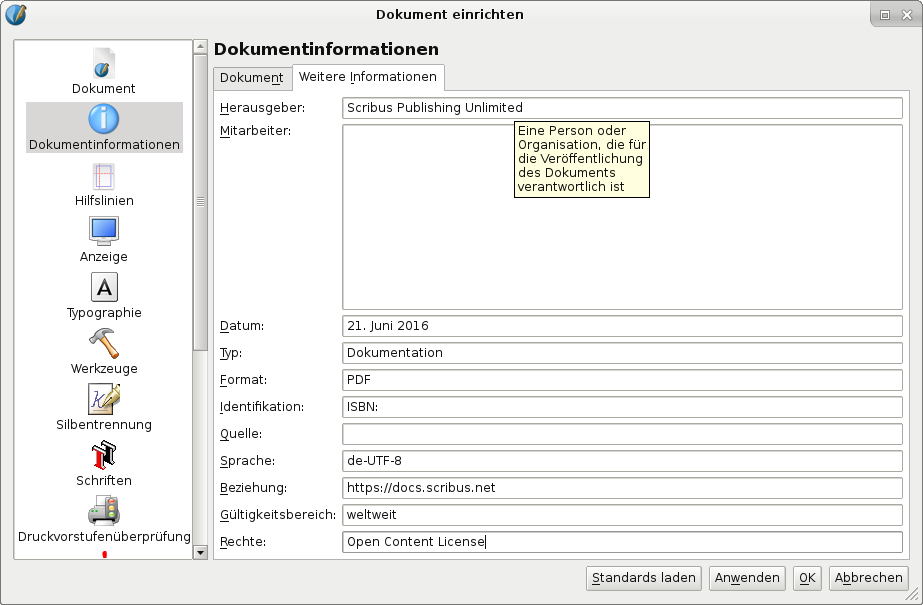 Dokument einrichten
Dokument
Dokumentinformationen
Hilfslinien
Anzeige
A
Typographie
Werkzeuge
Silbentrennung
Schriften
Druckvorstufenüberprüfung
Dokumentinformationen
Dokument
Weitere Informationen
Herausgeber: Scribus Publishing Unlimited
Mitarbeiter:
Eine Person oder
Organisation, die für
die Veröffentlichung
des Dokuments
verantwortlich ist
Datum: 21. Juni 2016
Typ: Dokumentation
Format: PDF
Identifikation: ISBN:
Quelle:
Sprache: de-UTF-8
Beziehung: https://docs.scribus.net
Gültigkeitsbereich: weltweit
Rechte: Open Content License
Standards laden
Anwenden
OK
Abbrechen